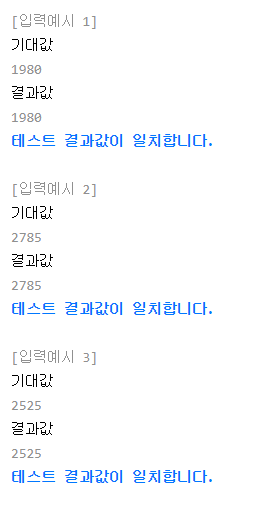 [입력예시 1]
기대값
1980
결과값
1980
테스트 결과값이 일치합니다.
[입력예시 2]
기대값
2785
결과값
2785
테스트 결과값이 일치합니다.
[입력예시 3]
기대값
2525
결과값
2525
테스트 결과값이 일치합니다.